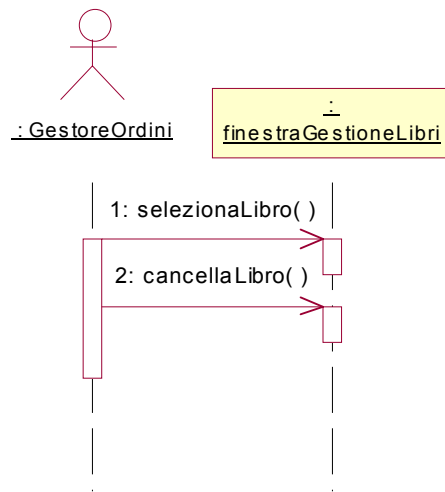 : GestoreOrdini
:
finestraGestioneLibri
1: selezionaLibro( )
2: cancellaLibro( )